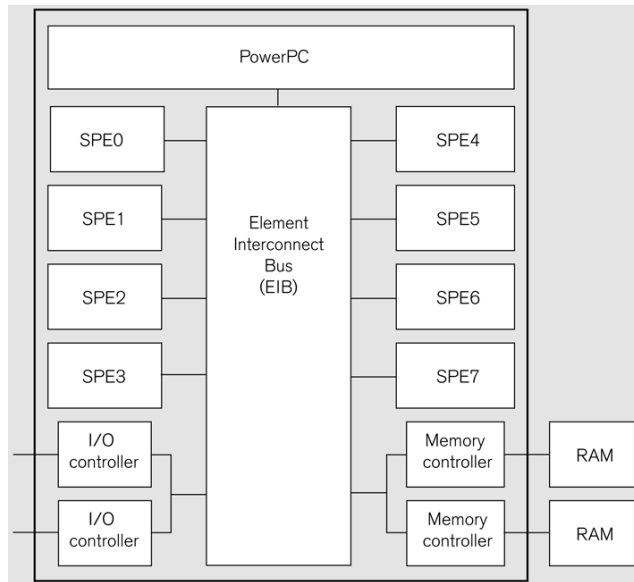 PowerPC
SPE0
SPE4
SPE1
SPE5
Element
Interconnect
Bus
(EIB)
SPE2
SPE6
SPE3
SPE7
I/O
controller
Memory
controller
RAM
I/O
controller
Memory
controller
RAM